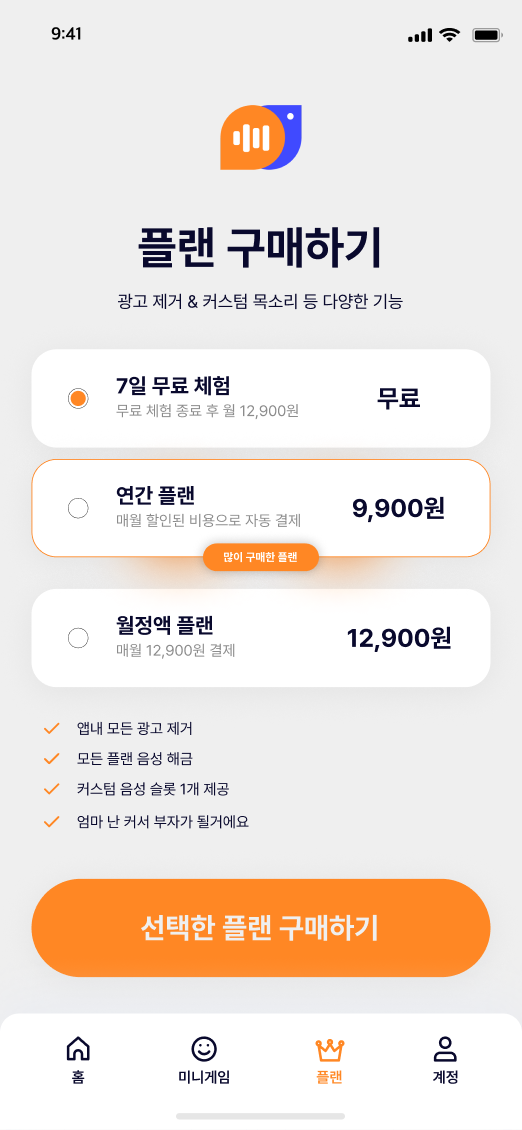 9:41
플랜 구매하기
광고 제거 & 커스텀 목소리 등 다양한 기능
7일 무료 체험
무료 체험 종료 후 월 12,900원
무료
연간 플랜
매월 할인된 비용으로 자동 결제
9,900원
많이 구매한 플랜
월정액 플랜
매월 12,900원 결제
12,900원
앱내 모든 광고 제거
모든 플랜 음성 해금
커스텀 음성 슬롯 1개 제공
엄마 난 커서 부자가 될거에요
선택한 플랜 구매하기
홈
미니게임
플랜
계정